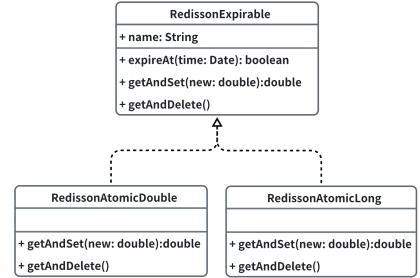 RedissonExpirable
+ name: String
+ expireAt(time: Date): boolean
+ getAndSet(new: double):double
+ getAndDelete()
RedissonAtomicDouble
+ getAndSet(new: double):double
+ getAndDelete()
RedissonAtomicLong
+ getAndSet(new: double):double
+ getAndDelete()